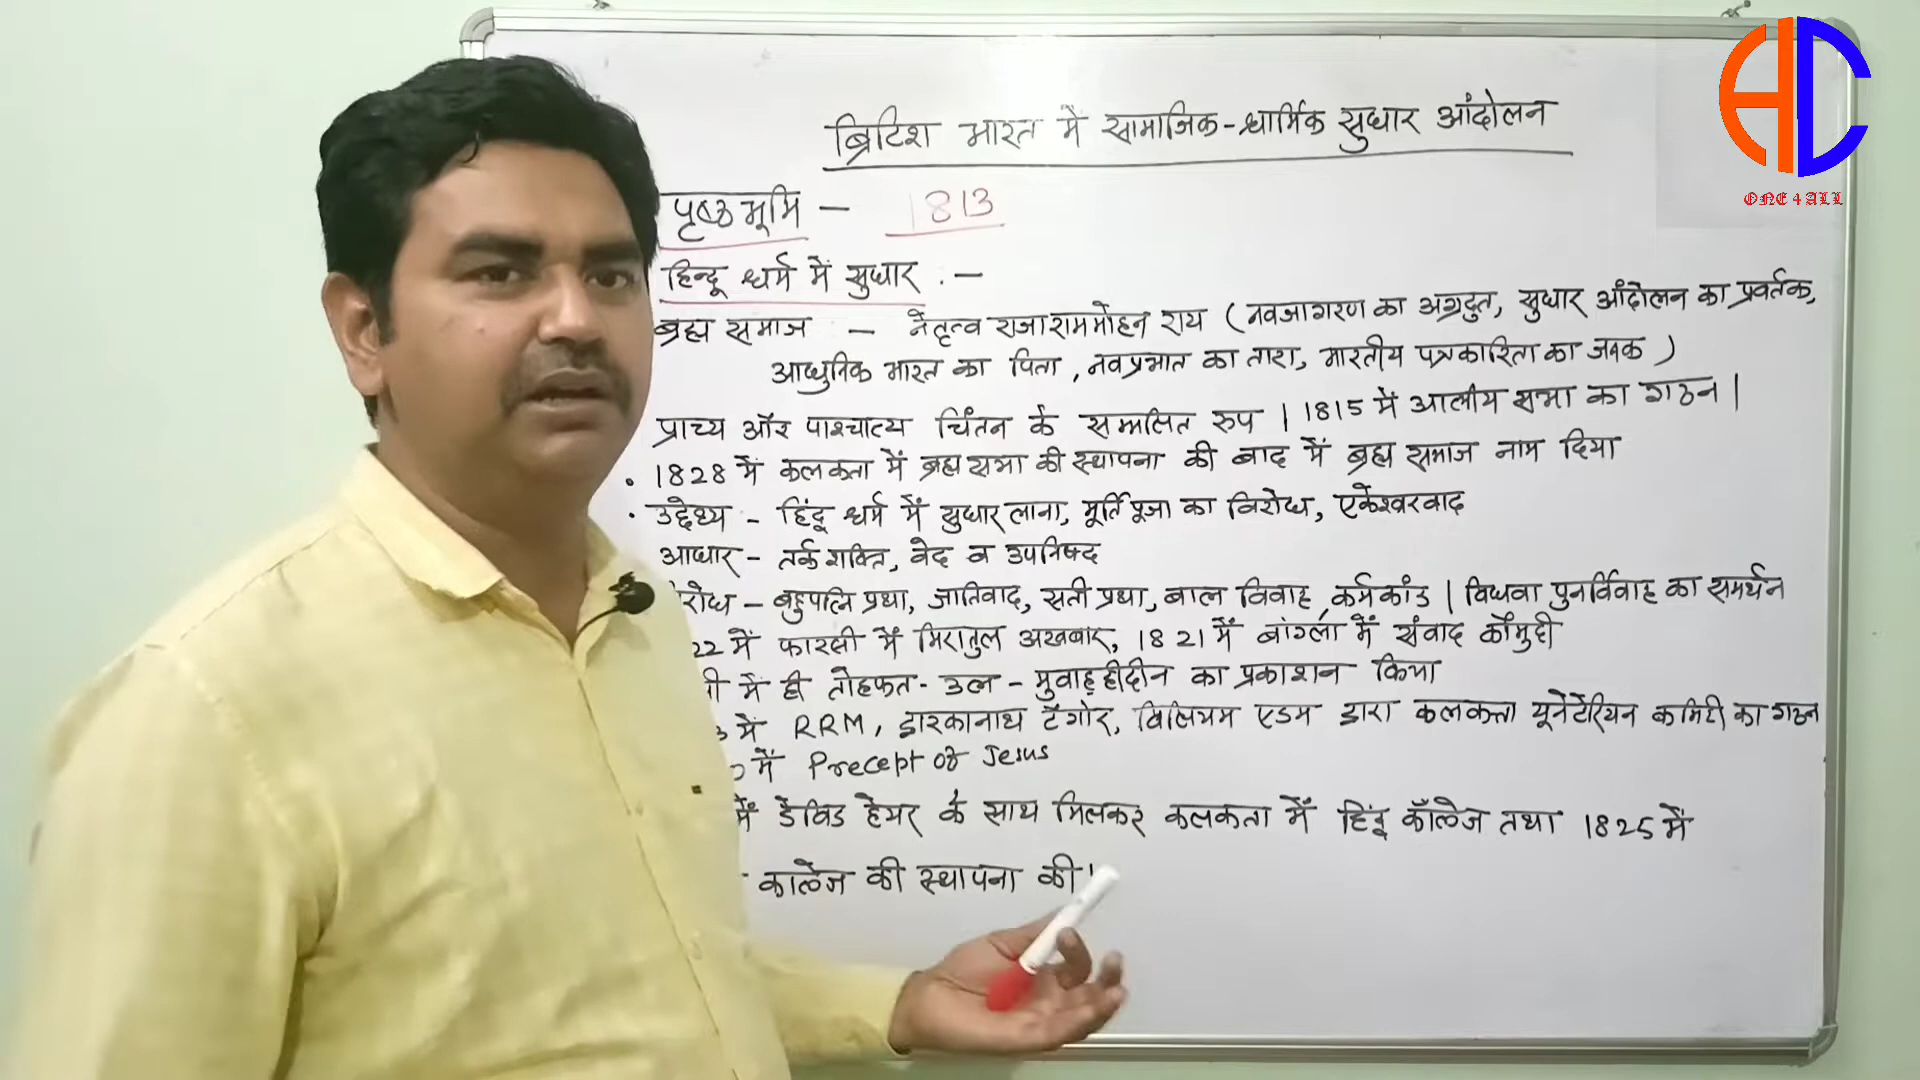 ब्रिटिश भारत में सामाजिक-धार्मिक सुधार आंदोलन
पृष्ठभूमि — 1813
हिन्दू धर्म में सुधार :—
ब्रह्म समाज — नेतृत्व राजा राममोहन राय (नवजागरण का अग्रदुत, सुधार आंदोलन का प्रवर्तक,
आधुनिक भारत का पिता, नवप्रभात का तारा, भारतीय पत्रकारिता का जनक)
प्राच्य और पाश्चात्य चिंतन के सम्मलित रुप | 1815 में आत्मीय सभा का गठन |
• 1828 में कलकता में ब्रह्म सभा की स्थापना की बाद में ब्रह्म समाज नाम दिया
• उद्देश्य - हिंदू धर्म में सुधार लाना, मूर्ति पूजा का विरोध, एकेश्वरवाद
आधार - तर्क शक्ति, वेद व उपनिषद
रोध - बहुपत्नि प्रथा, जातिवाद, सती प्रथा, बाल विवाह, कर्मकांड | विधवा पुनर्विवाह का समर्थन
22 में फारसी में मिरातुल अखबार, 1821 में बांग्ला में संवाद कौमुदी
में ही तोहफत-उल-मुवाहहीदीन का प्रकाशन किया
में RRM, द्वारकानाथ टैगोर, विलियम एडम द्वारा कलकत्ता यूनेटेरियन कमिटी का गठन
में Precept of Jesus
में डेविड हेयर के साथ मिलकर कलकता में हिंदू कॉलेज तथा 1825 में
कालेज की स्थापना की |
ONE 4 ALL